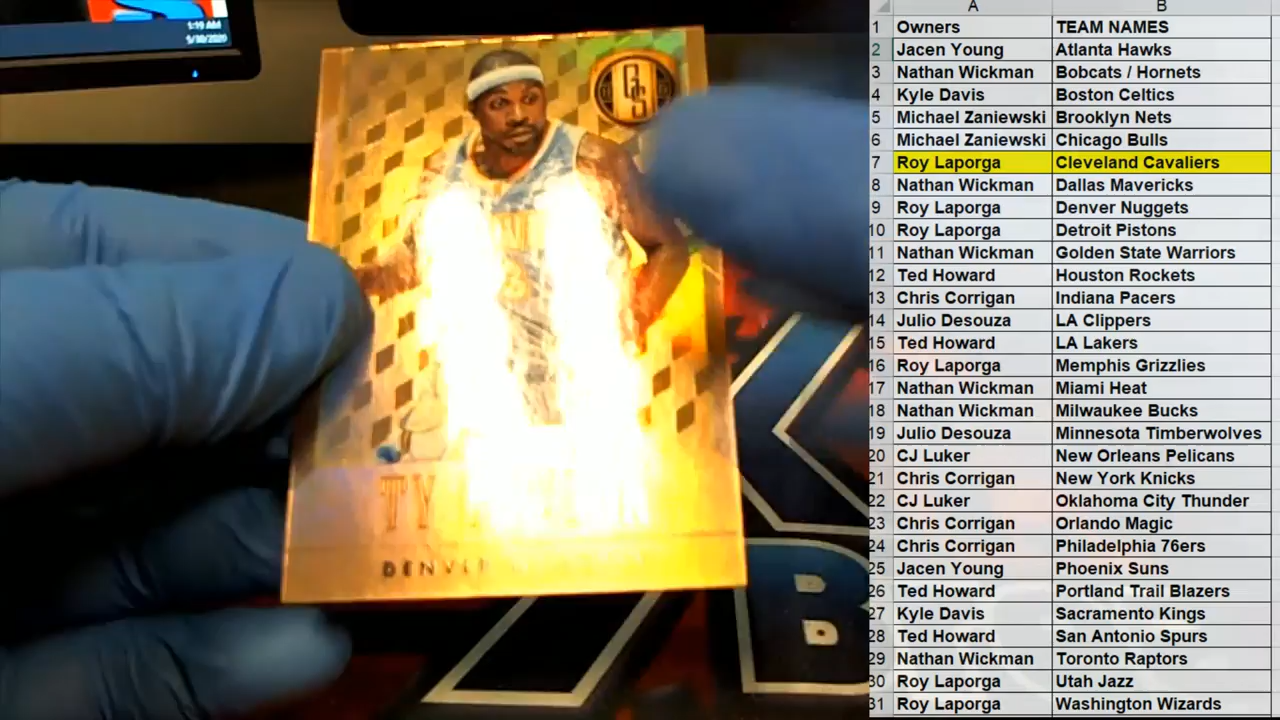 1:19 AM
5/30/2020
GS
TY
DENVER
B
A B
1 Owners TEAM NAMES
2 Jacen Young Atlanta Hawks
3 Nathan Wickman Bobcats / Hornets
4 Kyle Davis Boston Celtics
5 Michael Zaniewski Brooklyn Nets
6 Michael Zaniewski Chicago Bulls
7 Roy Laporga Cleveland Cavaliers
8 Nathan Wickman Dallas Mavericks
9 Roy Laporga Denver Nuggets
10 Roy Laporga Detroit Pistons
11 Nathan Wickman Golden State Warriors
12 Ted Howard Houston Rockets
13 Chris Corrigan Indiana Pacers
14 Julio Desouza LA Clippers
15 Ted Howard LA Lakers
16 Roy Laporga Memphis Grizzlies
17 Nathan Wickman Miami Heat
18 Nathan Wickman Milwaukee Bucks
19 Julio Desouza Minnesota Timberwolves
20 CJ Luker New Orleans Pelicans
21 Chris Corrigan New York Knicks
22 CJ Luker Oklahoma City Thunder
23 Chris Corrigan Orlando Magic
24 Chris Corrigan Philadelphia 76ers
25 Jacen Young Phoenix Suns
26 Ted Howard Portland Trail Blazers
27 Kyle Davis Sacramento Kings
28 Ted Howard San Antonio Spurs
29 Nathan Wickman Toronto Raptors
30 Roy Laporga Utah Jazz
31 Roy Laporga Washington Wizards